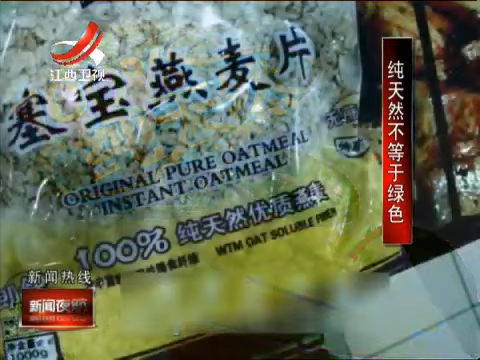 江西卫视
塞宝燕麦片
ORIGINAL PURE OATMEAL
INSTANT OATMEAL
100% 纯天然优质燕麦
WTM OAT SOLUBLE FIBER
纯天然不等于绿色
新闻热线
新闻夜航
1000g